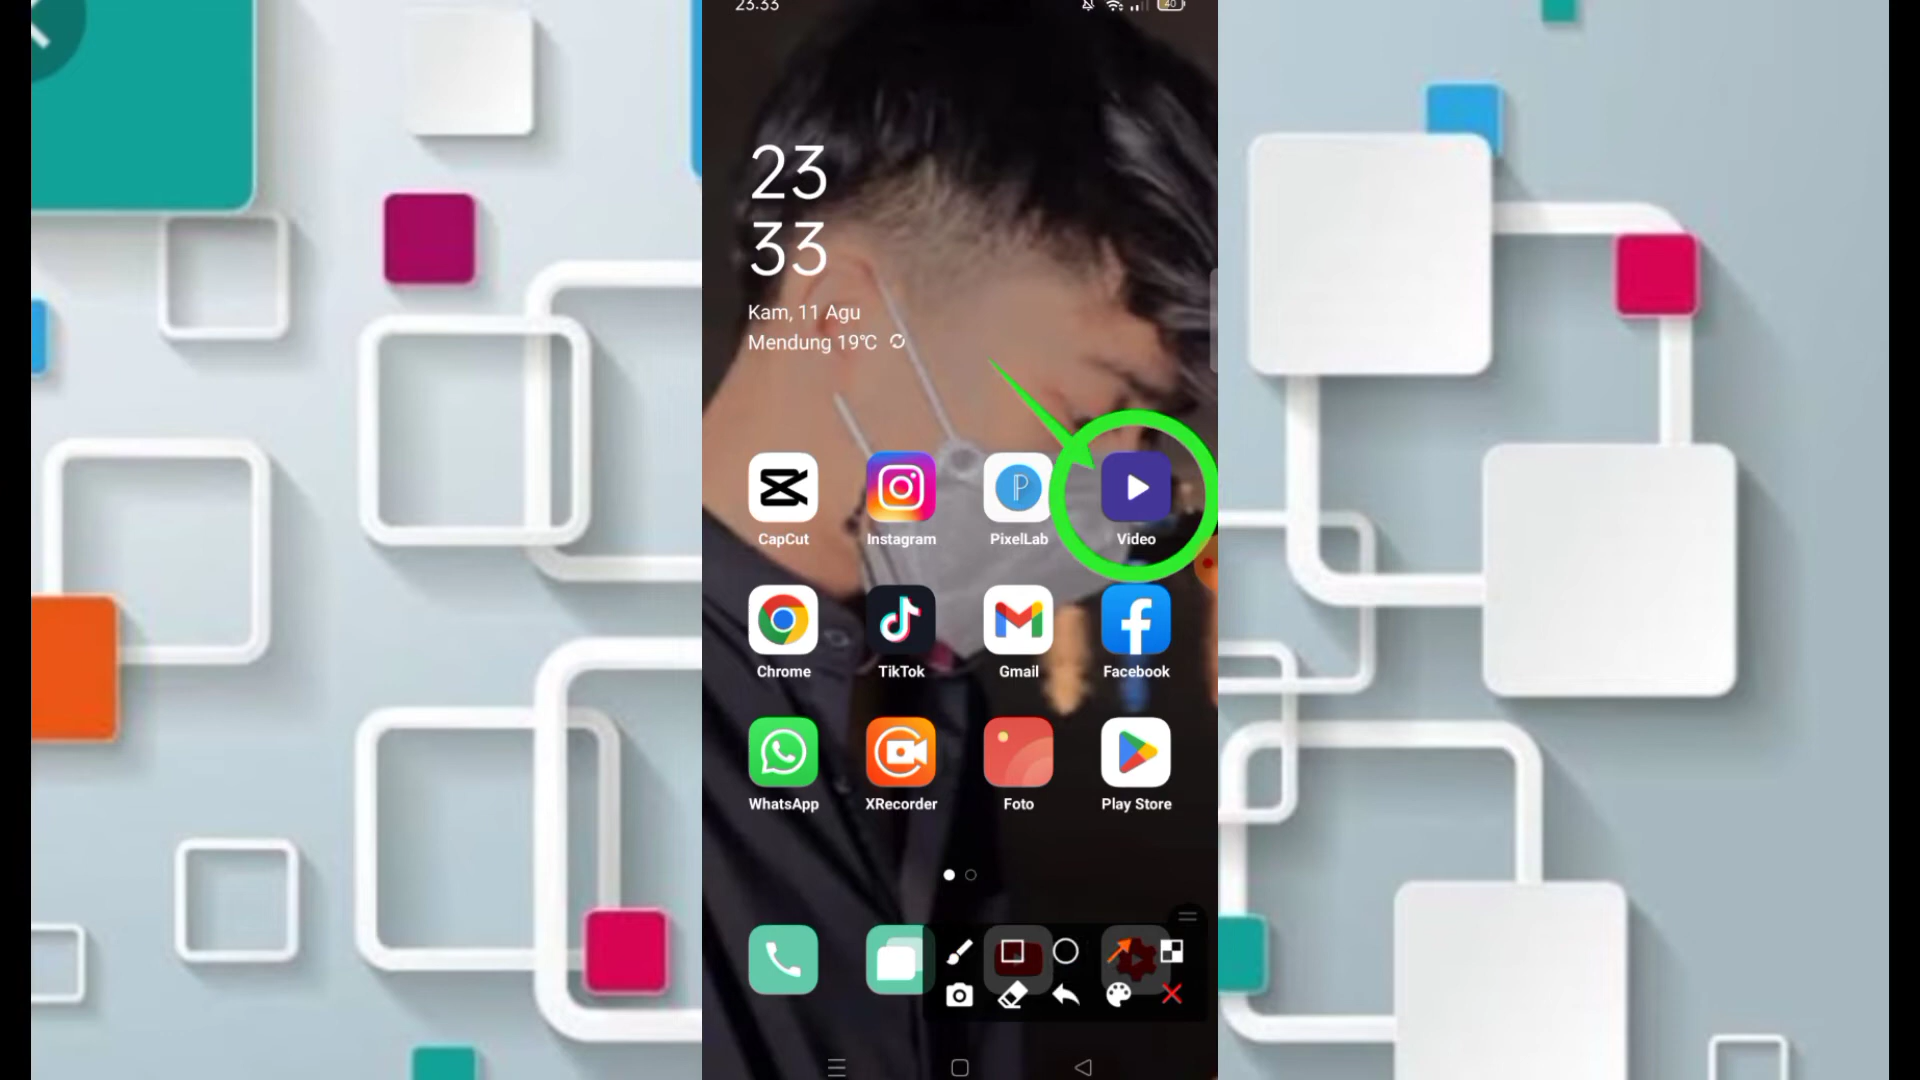 23.33
40
23
33
Kam, 11 Agu
Mendung 19°C
CapCut
Instagram
PixelLab
Video
Chrome
TikTok
Gmail
Facebook
WhatsApp
XRecorder
Foto
Play Store